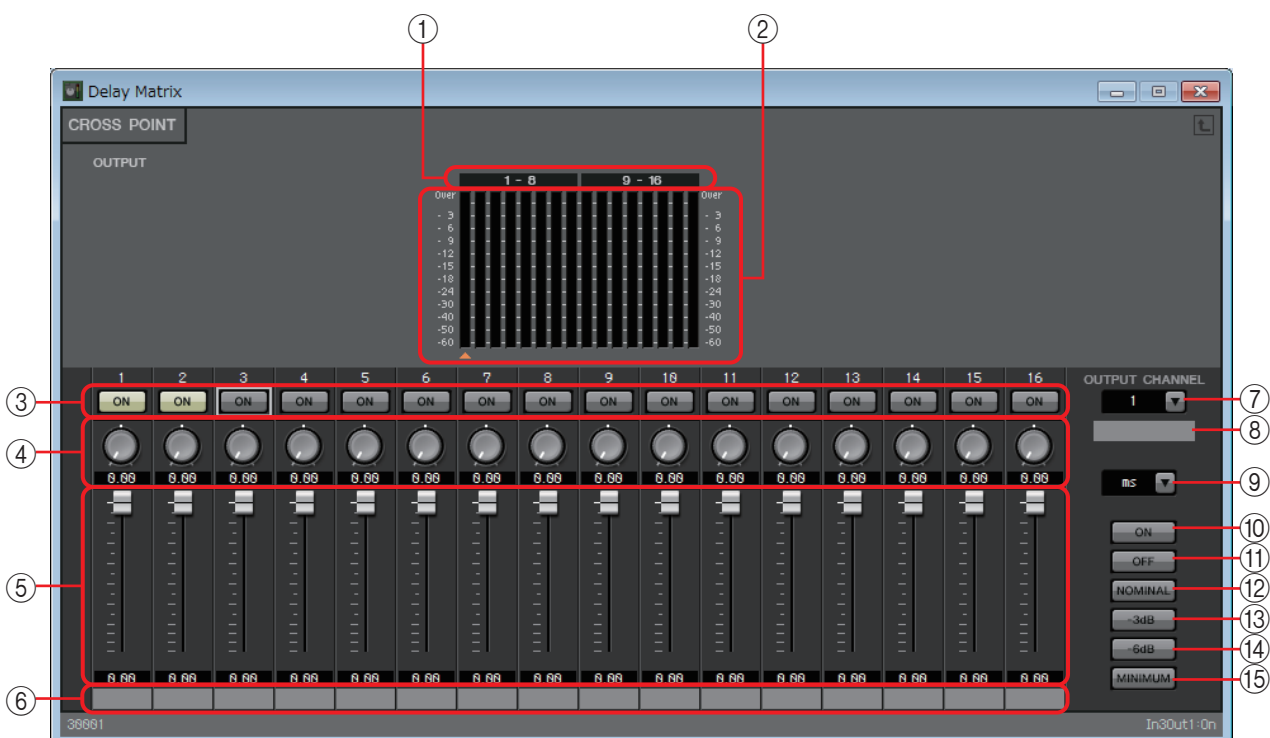 ① ②
Delay Matrix
CROSS POINT
OUTPUT
1 - 8 9 - 16
Over Over
- 3 - 3
- 6 - 6
- 9 - 9
-12 -12
-15 -15
-18 -18
-24 -24
-30 -30
-40 -40
-50 -50
-60 -60
1 2 3 4 5 6 7 8 9 10 11 12 13 14 15 16 OUTPUT CHANNEL
③ ON ON ON ON ON ON ON ON ON ON ON ON ON ON ON ON 1 ⑦
⑧
④
0.00 0.00 0.00 0.00 0.00 0.00 0.00 0.00 0.00 0.00 0.00 0.00 0.00 0.00 0.00 0.00
ms ⑨
ON ⑩
OFF ⑪
⑤ NOMINAL ⑫
-3dB ⑬
-6dB ⑭
0.00 0.00 0.00 0.00 0.00 0.00 0.00 0.00 0.00 0.00 0.00 0.00 0.00 0.00 0.00 0.00 MINIMUM ⑮
⑥
30001 In3Out1:On